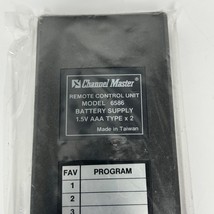 Channel Master
REMOTE CONTROL UNIT
MODEL 6586
BATTERY SUPPLY
1.5V AAA TYPE x 2
Made in Taiwan
FAV PROGRAM
1
2
3